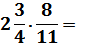 2 3/4 · 8/11 =